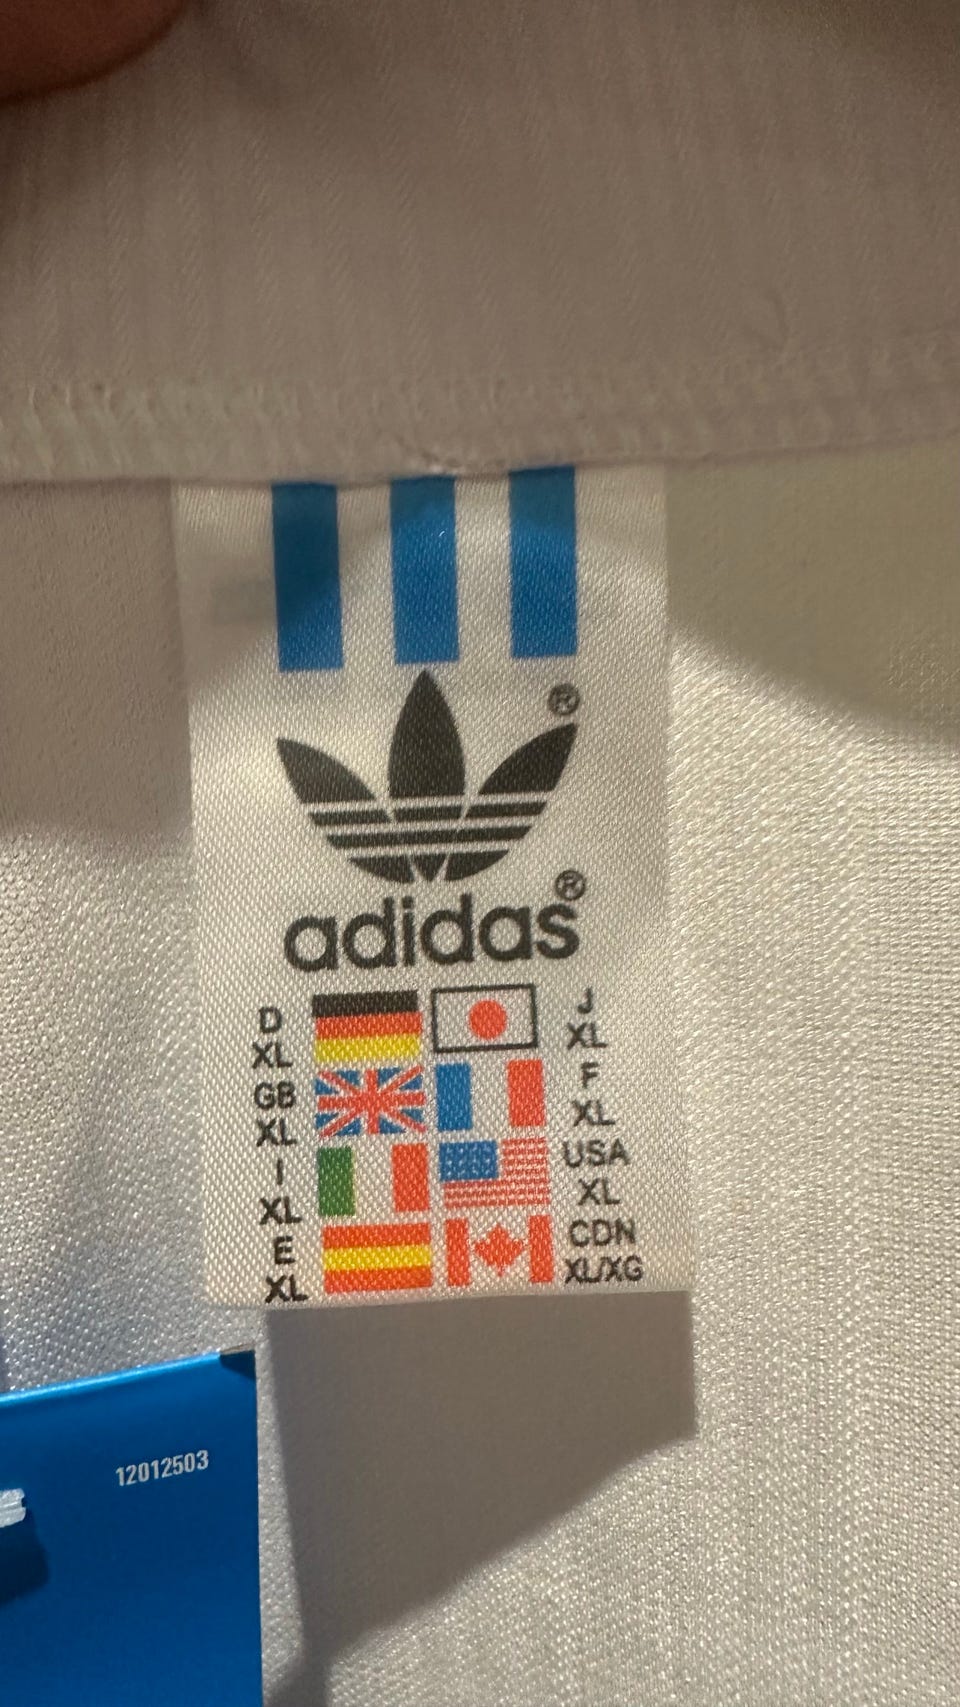 ®
adidas®
D
XL
J
XL
GB
XL
F
XL
I
XL
USA
XL
E
XL
CDN
XL/XG
12012503